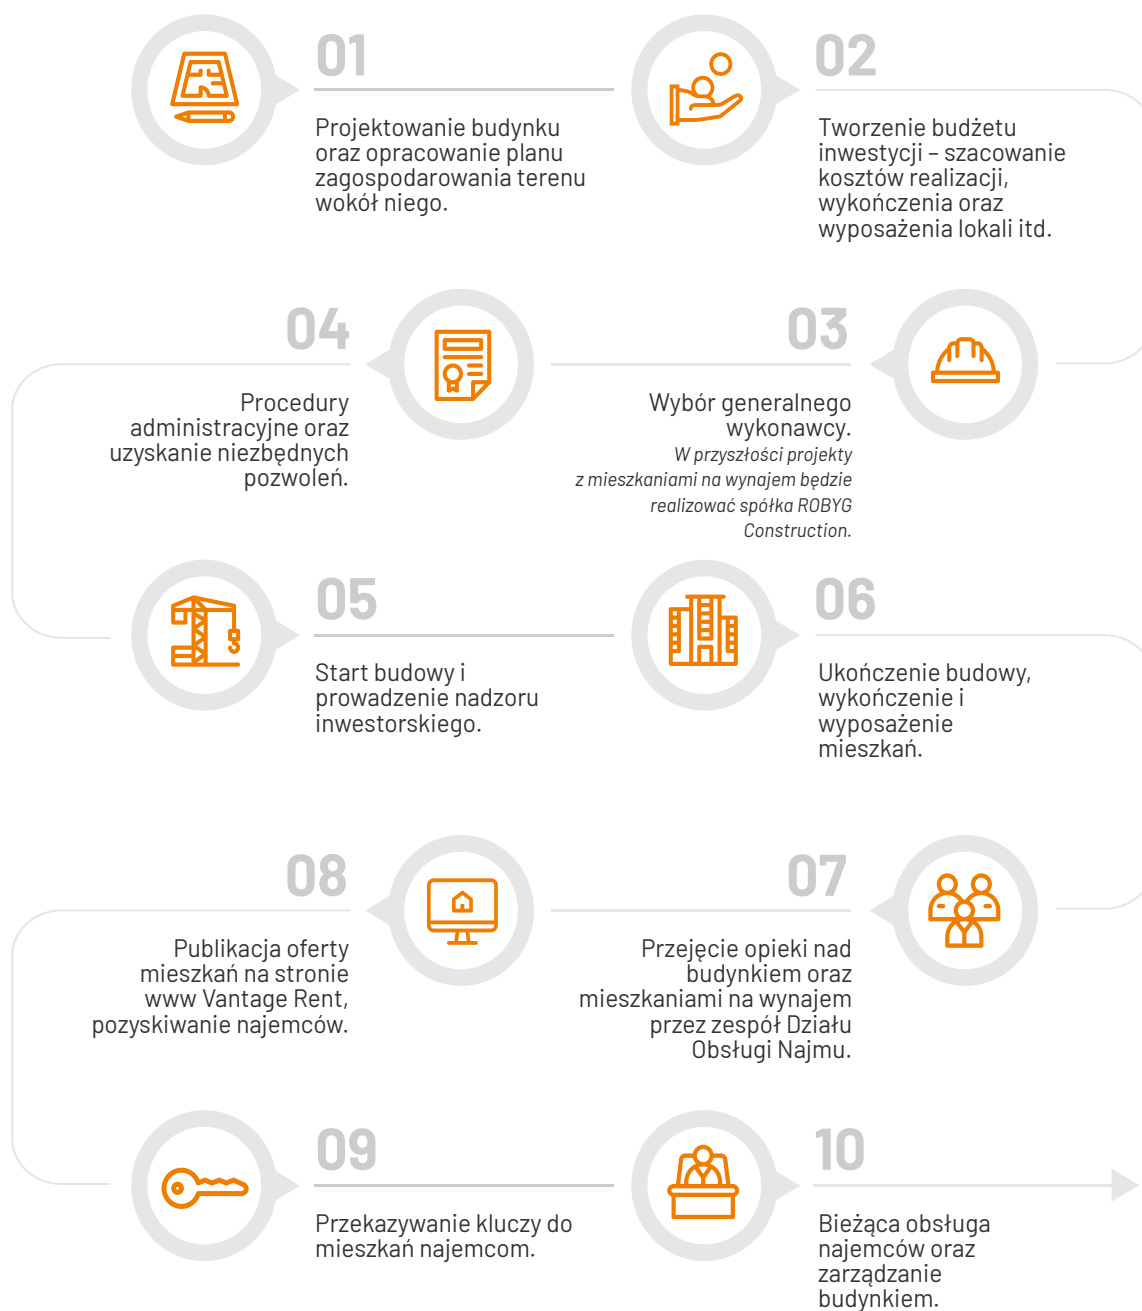 01
Projektowanie budynku
oraz opracowanie planu
zagospodarowania terenu
wokół niego.
02
Tworzenie budżetu
inwestycji – szacowanie
kosztów realizacji,
wykończenia oraz
wyposażenia lokali itd.
03
Wybór generalnego
wykonawcy.
W przyszłości projekty
z mieszkaniami na wynajem będzie
realizować spółka ROBYG
Construction.
04
Procedury
administracyjne oraz
uzyskanie niezbędnych
pozwoleń.
05
Start budowy i
prowadzenie nadzoru
inwestorskiego.
06
Ukończenie budowy,
wykończenie i
wyposażenie
mieszkań.
07
Przejęcie opieki nad
budynkiem oraz
mieszkaniami na wynajem
przez zespół Działu
Obsługi Najmu.
08
Publikacja oferty
mieszkań na stronie
www Vantage Rent,
pozyskiwanie najemców.
09
Przekazywanie kluczy do
mieszkań najemcom.
10
Bieżąca obsługa
najemców oraz
zarządzanie
budynkiem.